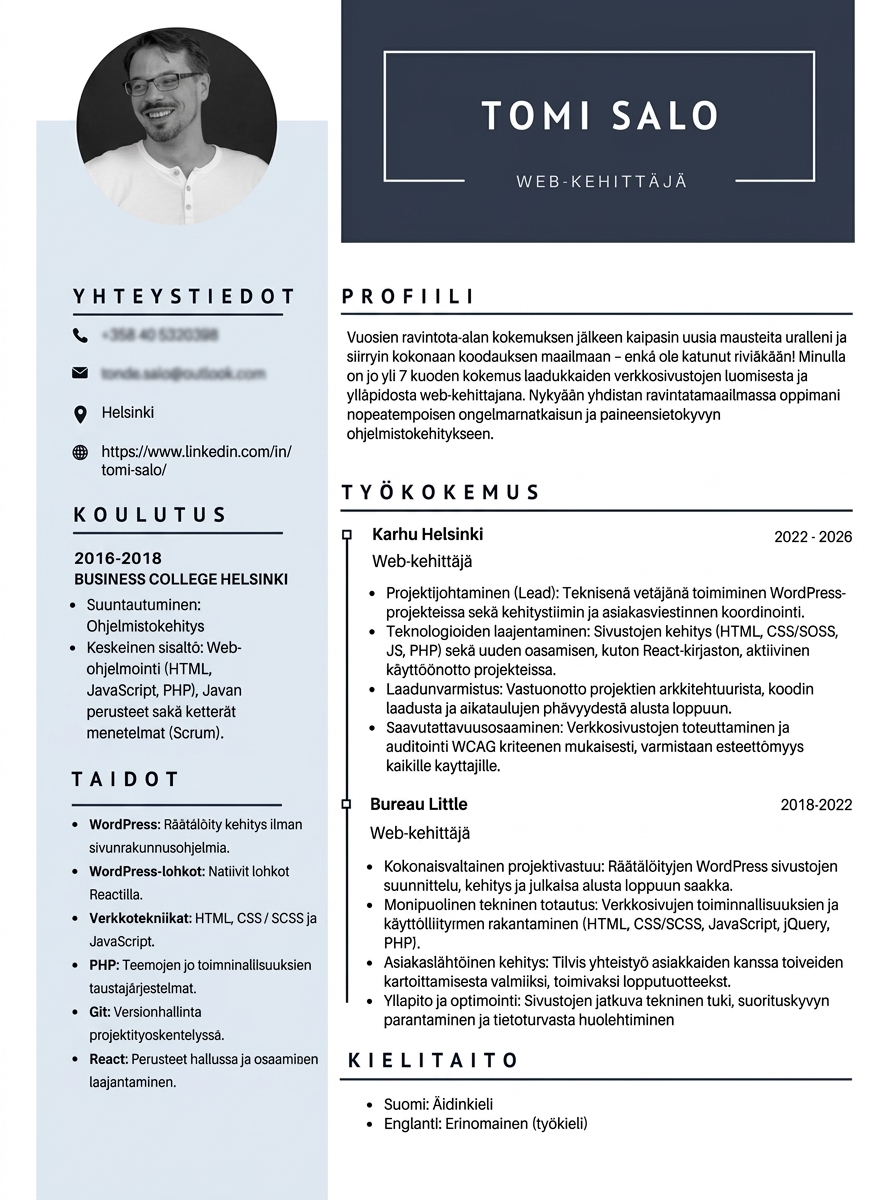 TOMI SALO
WEB-KEHITTÄJÄ
YHTEYSTIEDOT
Helsinki
https://www.linkedin.com/in/
tomi-salo/
KOULUTUS
2016-2018
BUSINESS COLLEGE HELSINKI
• Suuntautuminen:
Ohjelmistokehitys
• Keskeinen sisaltö: Web-
ohjelmointi (HTML,
JavaScript, PHP), Javan
perusteet sakä ketterät
menetelmat (Scrum).
TAIDOT
• WordPress: Räätálöity kehitys ilman
sivunrakunnusohjelmia.
• WordPress-lohkot: Natiivit lohkot
Reactilla.
• Verkkotekniikat: HTML, CSS / SCSS ja
JavaScript.
• PHP: Teemojen jo toimninallisuuksien
taustajärjestelmat.
• Git: Versionhallinta
projektityoskentelyssä.
• React: Perusteet hallussa ja osaaminen
laajantaminen.
PROFIILI
Vuosien ravintota-alan kokemuksen jälkeen kaipasin uusia mausteita uralleni ja
siirryin kokonaan koodauksen maailmaan – enkä ole katunut riviäkään! Minulla
on jo yli 7 kuoden kokemus laadukkaiden verkkosivustojen luomisesta ja
ylläpidosta web-kehittajana. Nykyään yhdistan ravintatamaailmassa oppimani
nopeatempoisen ongelmarnatkaisun ja paineensietokyvyn
ohjelmistokehitykseen.
TYÖKOKEMUS
Karhu Helsinki 2022 - 2026
Web-kehittäjä
• Projektijohtaminen (Lead): Teknisenä vetäjänä toimiminen WordPress-
projekteissa sekä kehitystiimin ja asiakasviestinnen koordinointi.
• Teknologioiden laajentaminen: Sivustojen kehitys (HTML, CSS/SOSS,
JS, PHP) sekä uuden oasamisen, kuton React-kirjaston, aktiivinen
käyttöönotto projekteissa.
• Laadunvarmistus: Vastuonotto projektien arkkitehtuurista, koodin
laadusta ja aikataulujen phävyydestä alusta loppuun.
• Saavutattavuusosaaminen: Verkkosivustojen toteuttaminen ja
auditointi WCAG kriteenen mukaisesti, varmistaan esteettömyys
kaikille kayttajille.
Bureau Little 2018-2022
Web-kehittäjä
• Kokonaisvaltainen projektivastuu: Räätälöityjen WordPress sivustojen
suunnittelu, kehitys ja julkaisa alusta loppuun saakka.
• Monipuolinen tekninen totautus: Verkkosivujen toiminnallisuuksien ja
käyttölliityrmen rakantaminen (HTML, CSS/SCSS, JavaScript, jQuery,
PHP).
• Asiakaslähtöinen kehitys: Tilvis yhteistyö asiakkaiden kanssa toiveiden
kartoittamisesta valmiiksi, toimivaksi lopputuotteekst.
• Yllapito ja optimointi: Sivustojen jatkuva tekninen tuki, suorituskyvyn
parantaminen ja tietoturvasta huolehtiminen
KIELITAITO
• Suomi: Äidinkieli
• Englantl: Erinomainen (työkieli)